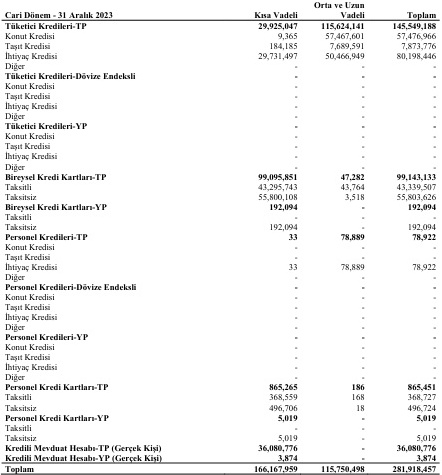 Orta ve Uzun
Cari Dönem - 31 Aralık 2023 Kısa Vadeli Vadeli Toplam
Tüketici Kredileri-TP 29,925,047 115,624,141 145,549,188
Konut Kredisi 9,365 57,467,601 57,476,966
Taşıt Kredisi 184,185 7,689,591 7,873,776
İhtiyaç Kredisi 29,731,497 50,466,949 80,198,446
Diğer - - -
Tüketici Kredileri-Dövize Endeksli - - -
Konut Kredisi - - -
Taşıt Kredisi - - -
İhtiyaç Kredisi - - -
Diğer - - -
Tüketici Kredileri-YP - - -
Konut Kredisi - - -
Taşıt Kredisi - - -
İhtiyaç Kredisi - - -
Diğer - - -
Bireysel Kredi Kartları-TP 99,095,851 47,282 99,143,133
Taksitli 43,295,743 43,764 43,339,507
Taksitsiz 55,800,108 3,518 55,803,626
Bireysel Kredi Kartları-YP 192,094 - 192,094
Taksitli - - -
Taksitsiz 192,094 - 192,094
Personel Kredileri-TP 33 78,889 78,922
Konut Kredisi - - -
Taşıt Kredisi - - -
İhtiyaç Kredisi 33 78,889 78,922
Diğer - - -
Personel Kredileri-Dövize Endeksli - - -
Konut Kredisi - - -
Taşıt Kredisi - - -
İhtiyaç Kredisi - - -
Diğer - - -
Personel Kredileri-YP - - -
Konut Kredisi - - -
Taşıt Kredisi - - -
İhtiyaç Kredisi - - -
Diğer - - -
Personel Kredi Kartları-TP 865,265 186 865,451
Taksitli 368,559 168 368,727
Taksitsiz 496,706 18 496,724
Personel Kredi Kartları-YP 5,019 - 5,019
Taksitli - - -
Taksitsiz 5,019 - 5,019
Kredili Mevduat Hesabı-TP (Gerçek Kişi) 36,080,776 - 36,080,776
Kredili Mevduat Hesabı-YP (Gerçek Kişi) 3,874 - 3,874
Toplam 166,167,959 115,750,498 281,918,457